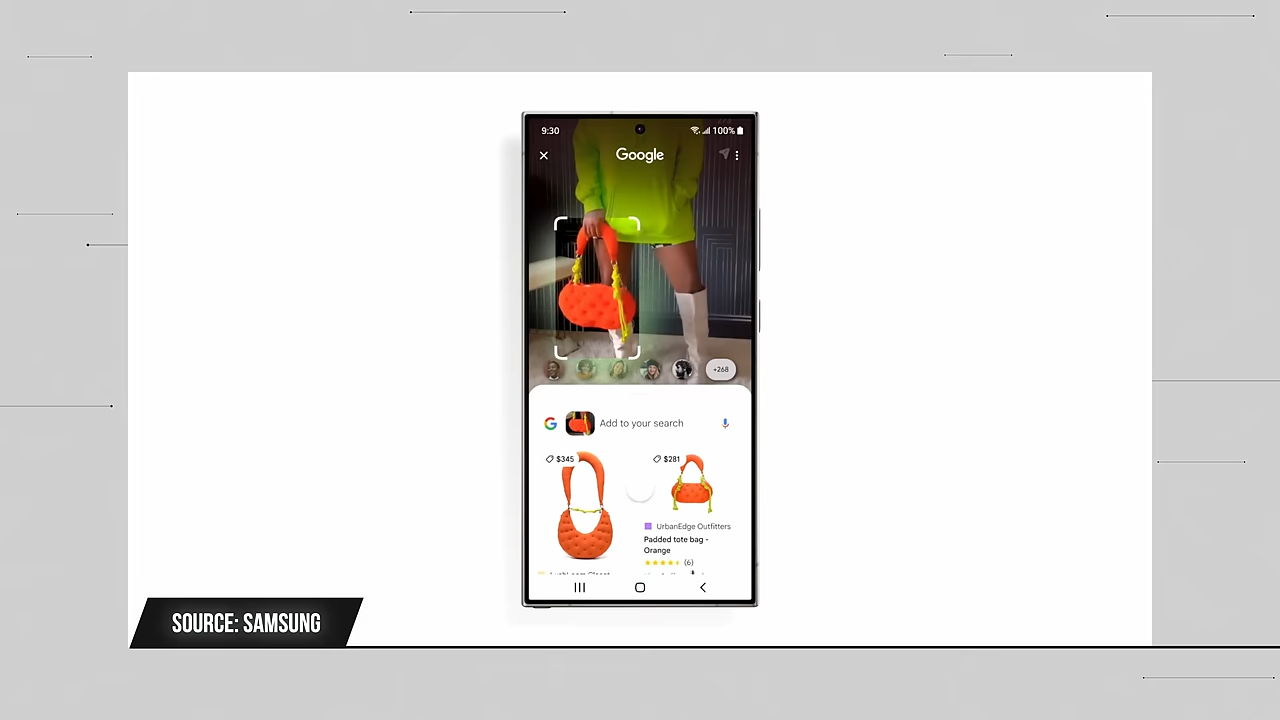 9:30
100%
Google
+268
Add to your search
$345
$281
UrbanEdge Outfitters
Padded tote bag -
Orange
(6)
SOURCE: SAMSUNG